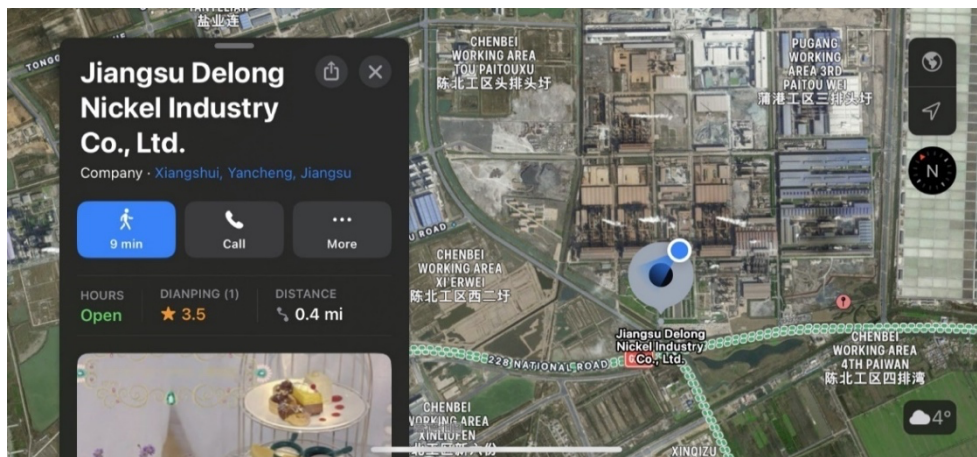 盐业连
TONGG
Jiangsu Delong
Nickel Industry
Co., Ltd.
Company · Xiangshui, Yancheng, Jiangsu
9 min
Call
More
HOURS
Open
DIANPING (1)
3.5
DISTANCE
0.4 mi
CHENBEI
WORKING AREA
TOU PAITOUXU
陈北工区头排头圩
PUGANG
WORKING
AREA 3RD
PAITOU WEI
蒲港工区三排头圩
N
U ROAD
CHENBEI
WORKING AREA
XI'ERWEI
陈北工区西二圩
Jiangsu Delong
Nickel Industry
Co., Ltd.
228 NATIONAL ROAD
CHENBEI
WORKING AREA
4TH PAIWAN
陈北工区四排湾
CHENBEI
WORKING AREA
XINLIUFEN
XINQIZU
4°